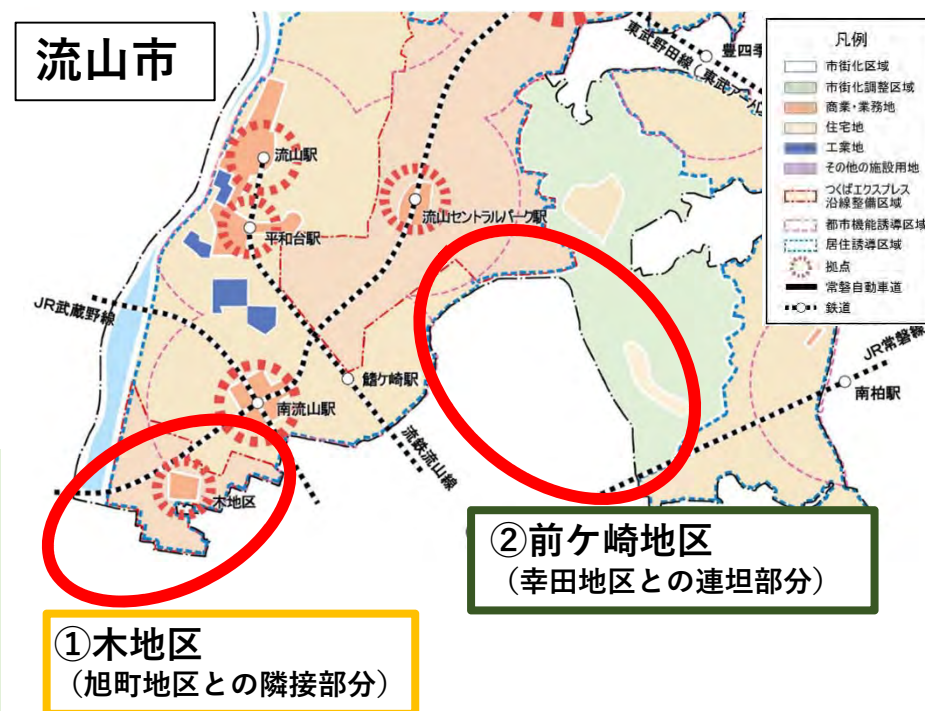 流山市
東武野田線(東武アー
豊四季
凡例
市街化区域
市街化調整区域
商業・業務地
住宅地
工業地
その他の施設用地
つくばエクスプレス
沿線整備区域
都市機能誘導区域
居住誘導区域
拠点
常磐自動車道
鉄道
流山駅
流山セントラルパーク駅
平和台駅
JR武蔵野線
JR常磐線
鰭ケ崎駅
南柏駅
南流山駅
流鉄流山線
木地区
②前ケ崎地区
(幸田地区との連坦部分)
①木地区
(旭町地区との隣接部分)